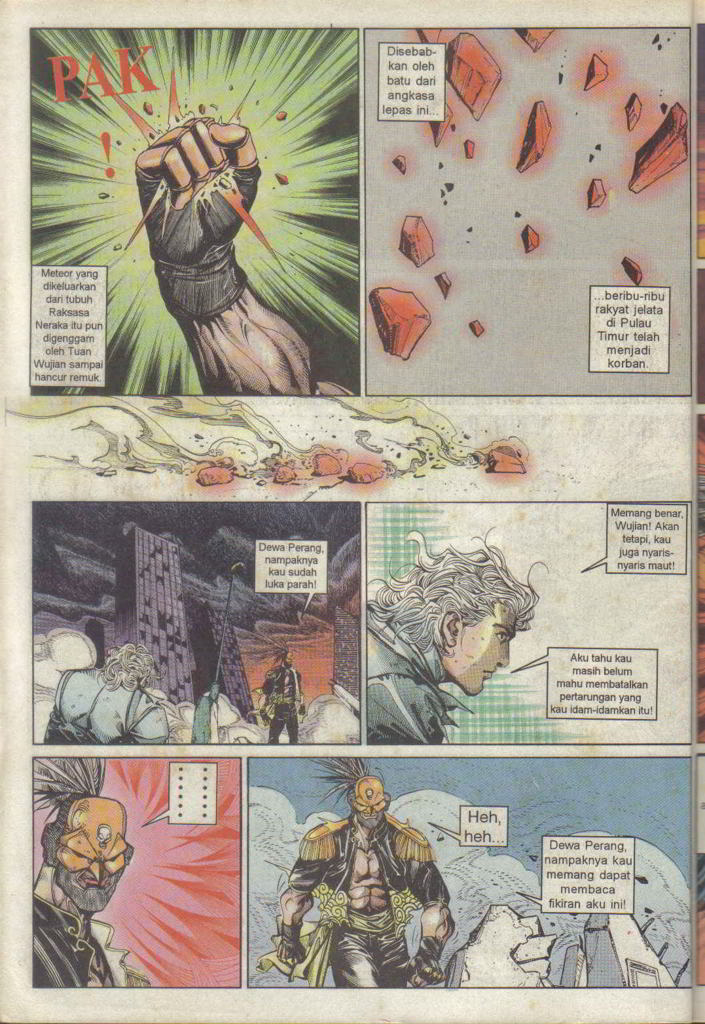 PAK
!
Meteor yang
dikeluarkan
dari tubuh
Raksasa
Neraka itu pun
digenggam
oleh Tuan
Wujian sampai
hancur remuk.
Disebab-
kan oleh
batu dari
angkasa
lepas ini...
...beribu-ribu
rakyat jelata
di Pulau
Timur telah
menjadi
korban.
Dewa Perang,
nampaknya
kau sudah
luka parah!
Memang benar,
Wujian! Akan
tetapi, kau
juga nyaris-
nyaris maut!
Aku tahu kau
masih belum
mahu membatalkan
pertarungan yang
kau idam-idamkan itu!
Heh,
heh...
Dewa Perang,
nampaknya kau
memang dapat
membaca
fikiran aku ini!